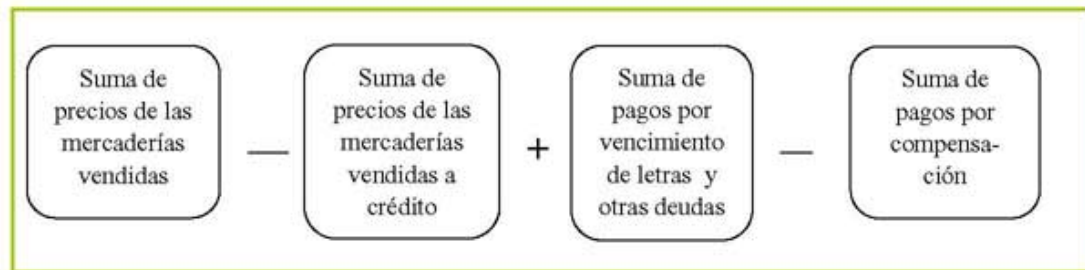 Suma de
precios de las
mercaderías
vendidas
—
Suma de
precios de las
mercaderías
vendidas a
crédito
+
Suma de
pagos por
vencimiento
de letras y
otras deudas
—
Suma de
pagos por
compensa-
ción